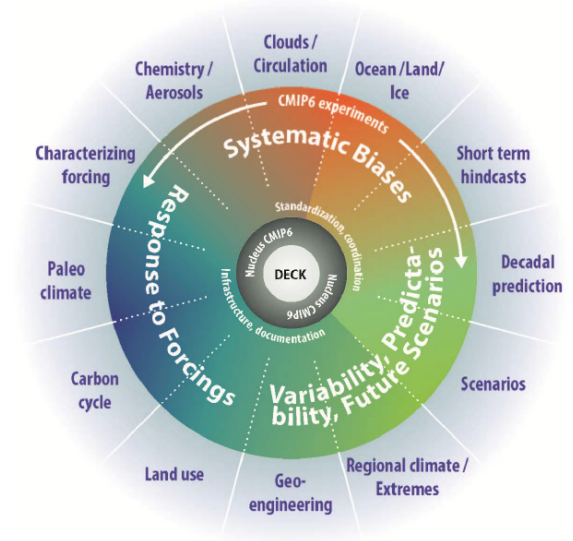 Clouds /
Circulation
Ocean /Land/
Ice
Short term
hindcasts
Decadal
prediction
Scenarios
Regional climate /
Extremes
Geo-
engineering
Land use
Carbon
cycle
Paleo
climate
Characterizing
forcing
Chemistry /
Aerosols
CMIP6 experiments
Systematic Biases
Variability, Predicta-
bility, Future Scenarios
Response to Forcings
Standardization, coordination
Infrastructure, documentation
Nucleus CMIP6
Nucleus CMIP6
DECK